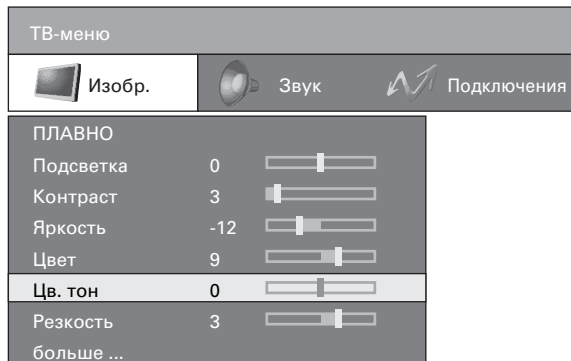 ТВ-меню
Изобр. Звук Подключения
ПЛАВНО
Подсветка 0
Контраст 3
Яркость -12
Цвет 9
Цв. тон 0
Резкость 3
больше ...